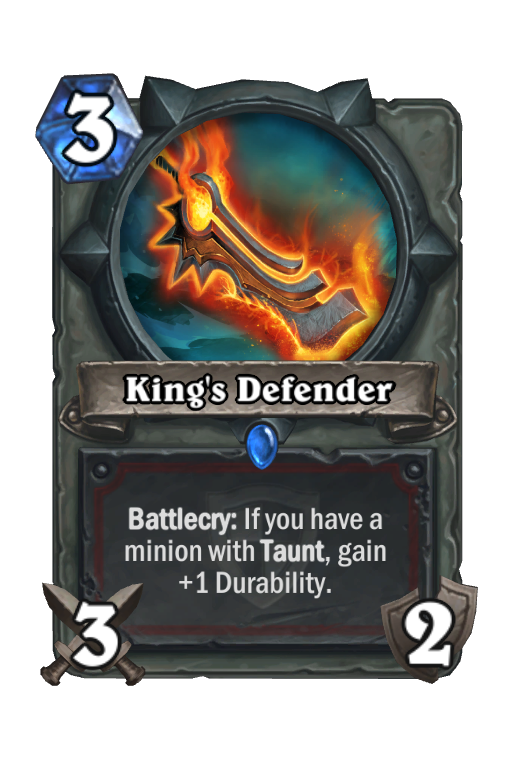 3
King's Defender
Battlecry: If you have a
minion with Taunt, gain
+1 Durability.
3
2